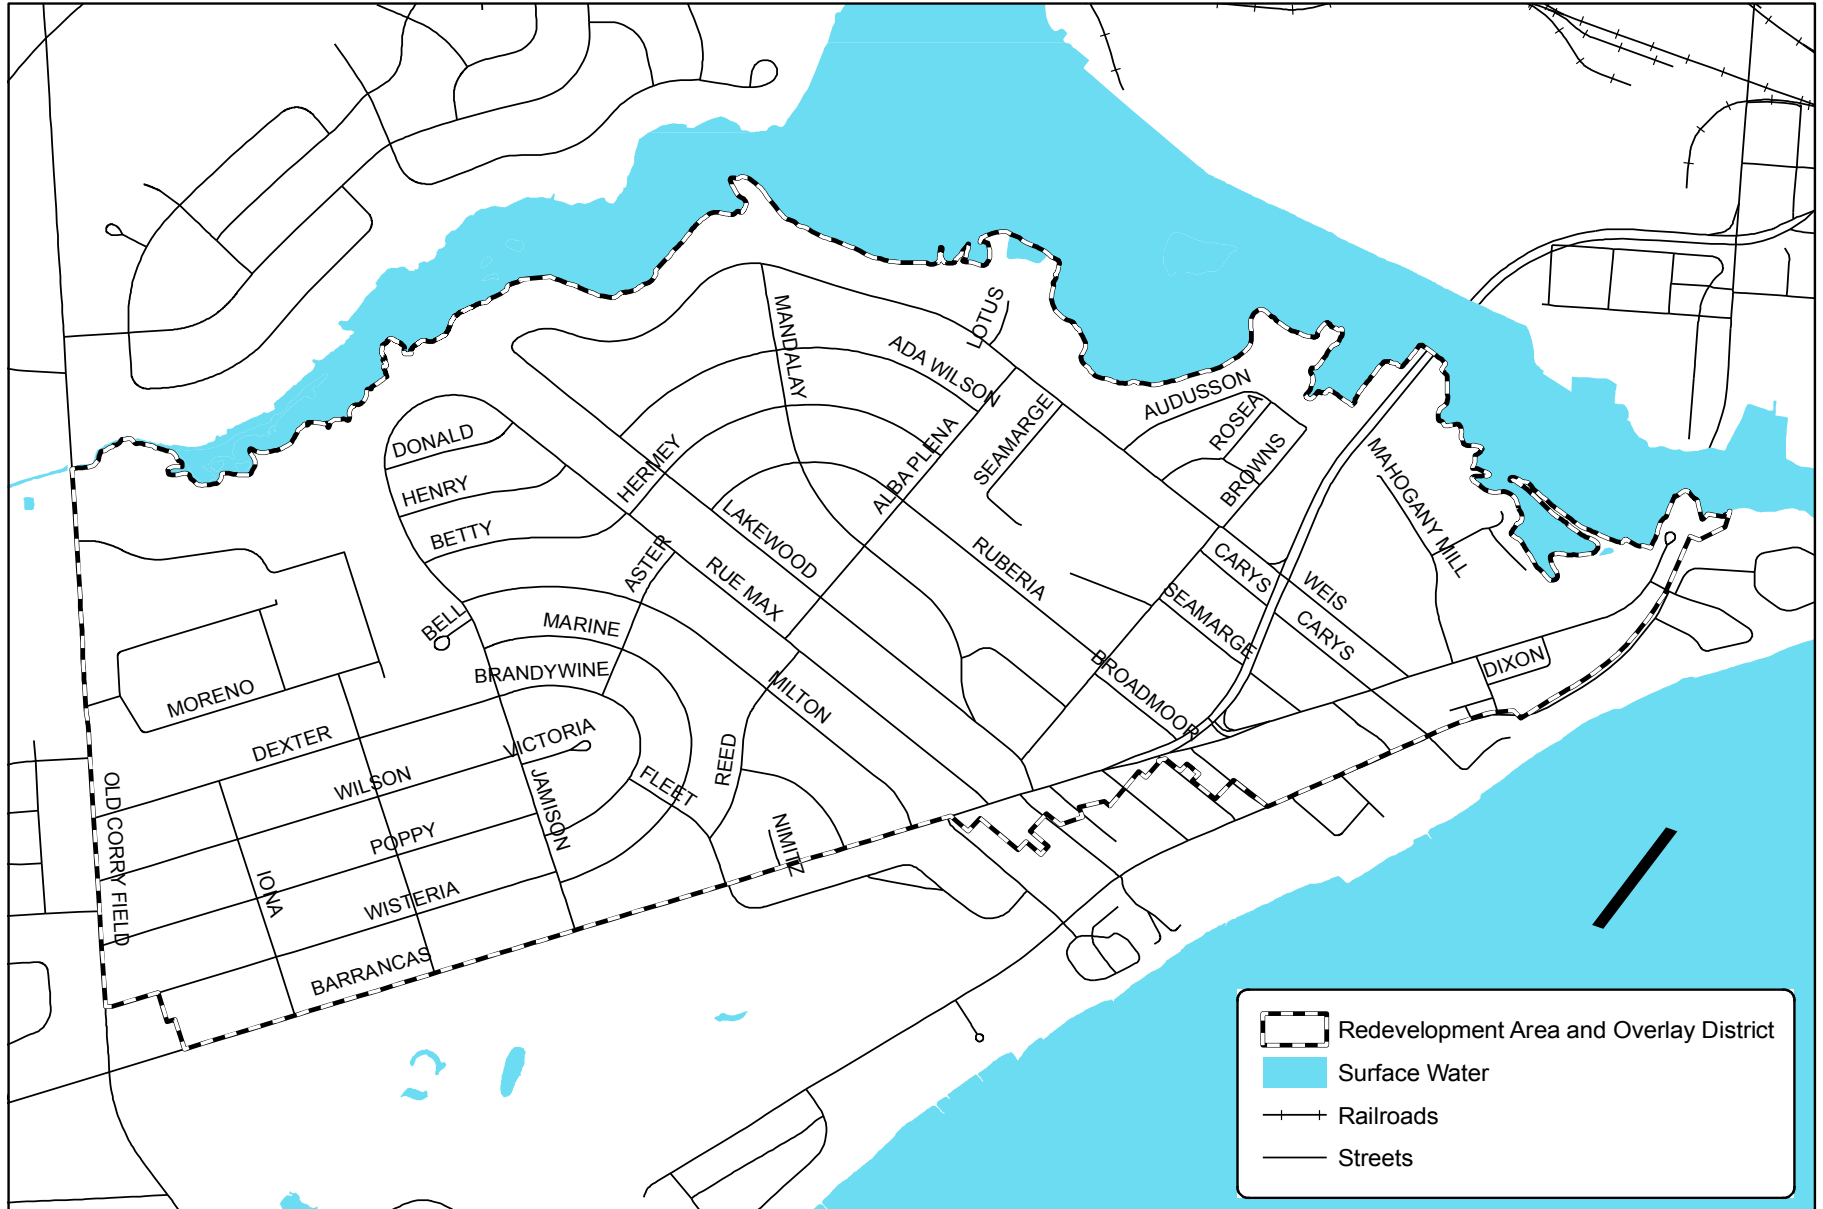 MANDALAY
LOTUS
ADA WILSON
AUDUSSON
ROSEA
SEAMARGE
BROWNS
DONALD
HENRY
BETTY
HERMEY
ALBA PLENA
MAHOGANY MILL
LAKEWOOD
RUBERIA
ASTER
RUE MAX
CARYS
WEIS
SEAMARGE
CARYS
BELL
MARINE
BRANDYWINE
BROADMOOR
DIXON
MORENO
MILTON
DEXTER
VICTORIA
REED
WILSON
FLEET
JAMISON
OLD CORRY FIELD
POPPY
NIMITZ
IONA
WISTERIA
BARRANCAS
Redevelopment Area and Overlay District
Surface Water
Railroads
Streets